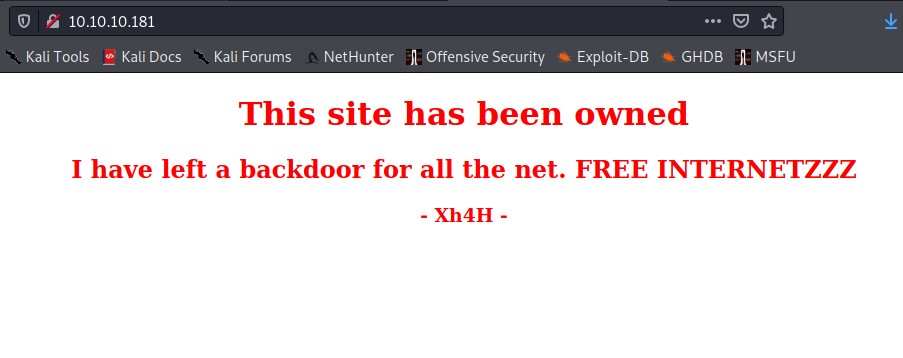 10.10.10.181
Kali Tools Kali Docs Kali Forums NetHunter Offensive Security Exploit-DB GHDB MSFU
This site has been owned
I have left a backdoor for all the net. FREE INTERNETZZZ
- Xh4H -